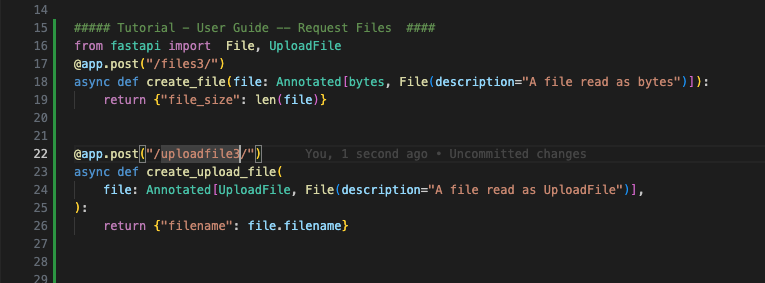 14
15 ##### Tutorial - User Guide -- Request Files  ####
16 from fastapi import  File, UploadFile
17 @app.post("/files3/")
18 async def create_file(file: Annotated[bytes, File(description="A file read as bytes")]):
19     return {"file_size": len(file)}
20
21
22 @app.post("/uploadfile3/")     You, 1 second ago • Uncommitted changes
23 async def create_upload_file(
24     file: Annotated[UploadFile, File(description="A file read as UploadFile")],
25 ):
26     return {"filename": file.filename}
27
28
29